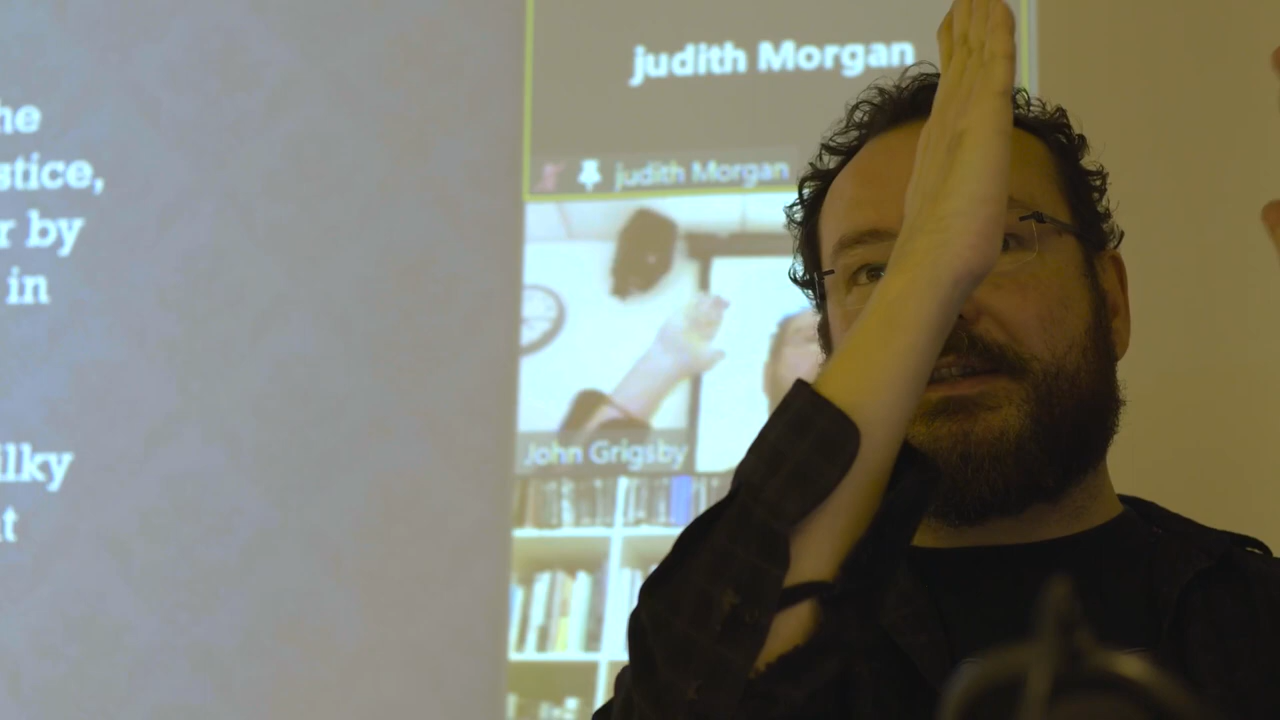 he
stice,
r by
in
ilky
t
judith Morgan
judith Morgan
John Grigsby